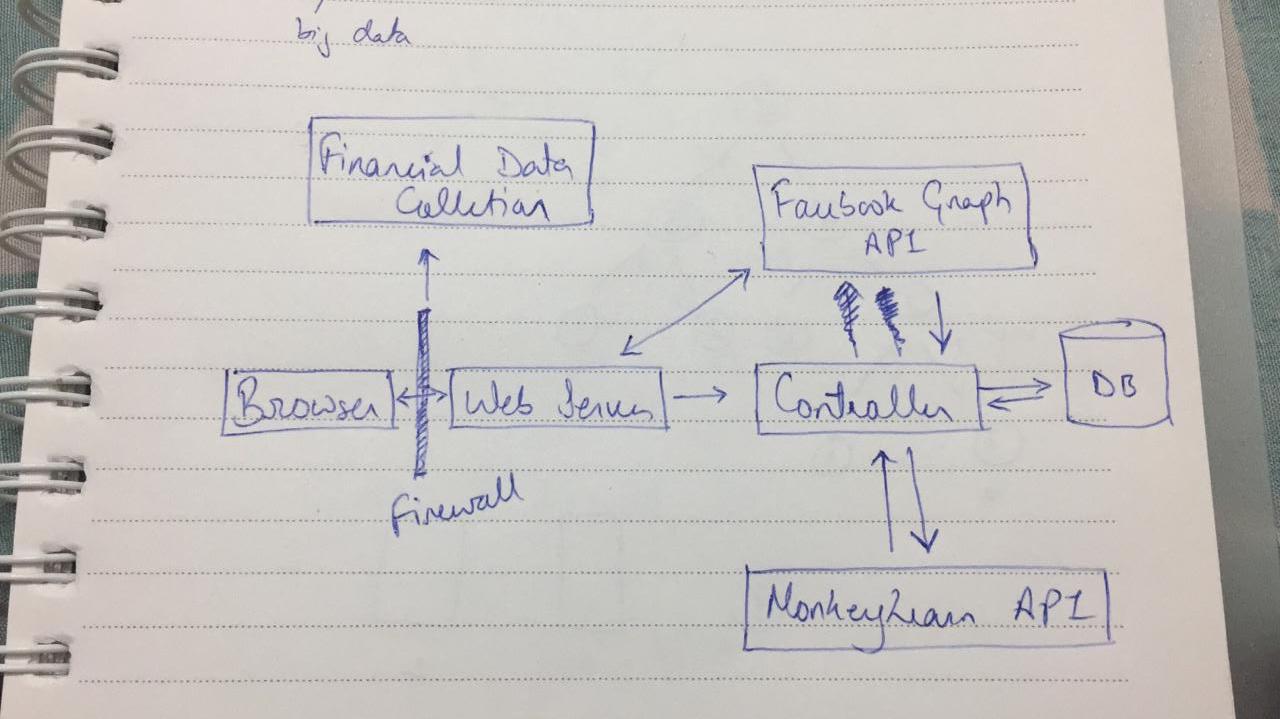 big data
Financial Data
Collection
Facebook Graph
API
Browser
Web Server
Controller
DB
Firewall
MonkeyLearn API